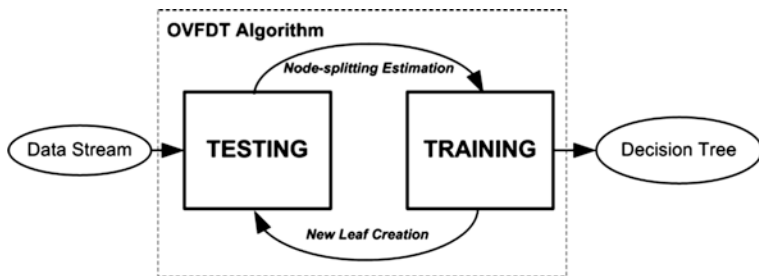 OVFDT Algorithm
Node-splitting Estimation
Data Stream
TESTING
TRAINING
Decision Tree
New Leaf Creation